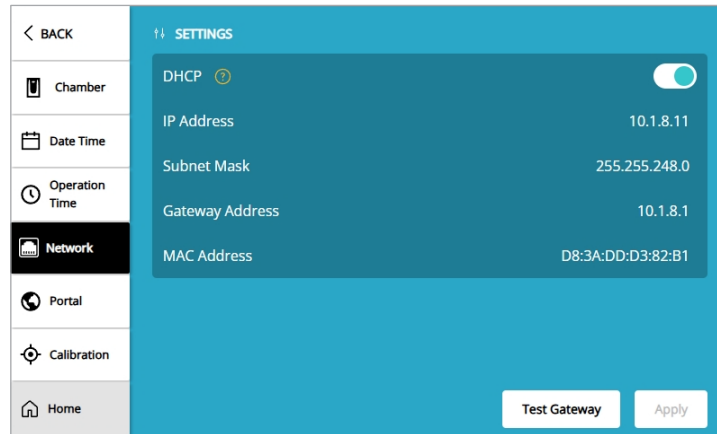 BACK
SETTINGS
Chamber
DHCP ?
Date Time
IP Address 10.1.8.11
Subnet Mask 255.255.248.0
Operation
Time
Gateway Address 10.1.8.1
Network
MAC Address D8:3A:DD:D3:82:B1
Portal
Calibration
Home
Test Gateway
Apply